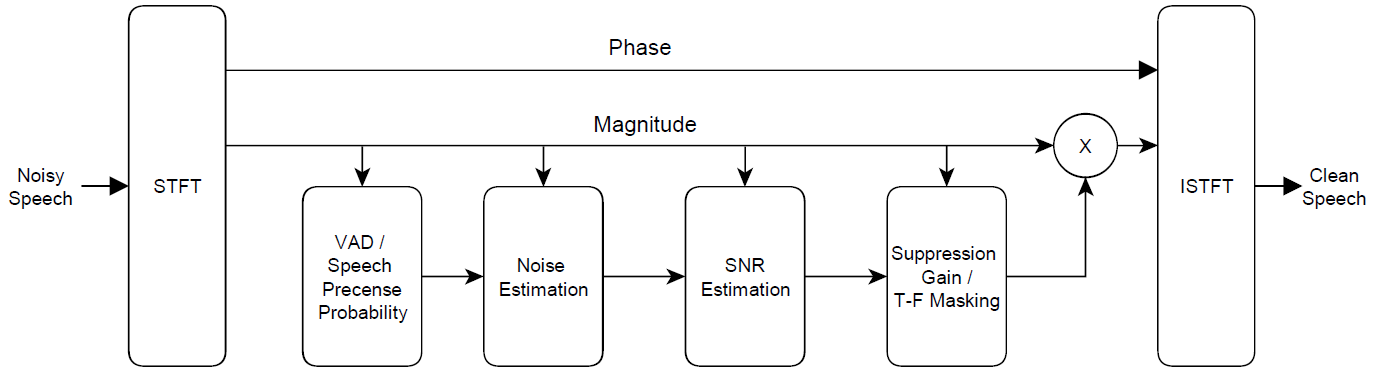 Phase
Magnitude
X
Noisy
Speech
STFT
VAD /
Speech
Precense
Probability
Noise
Estimation
SNR
Estimation
Suppression
Gain /
T-F Masking
ISTFT
Clean
Speech